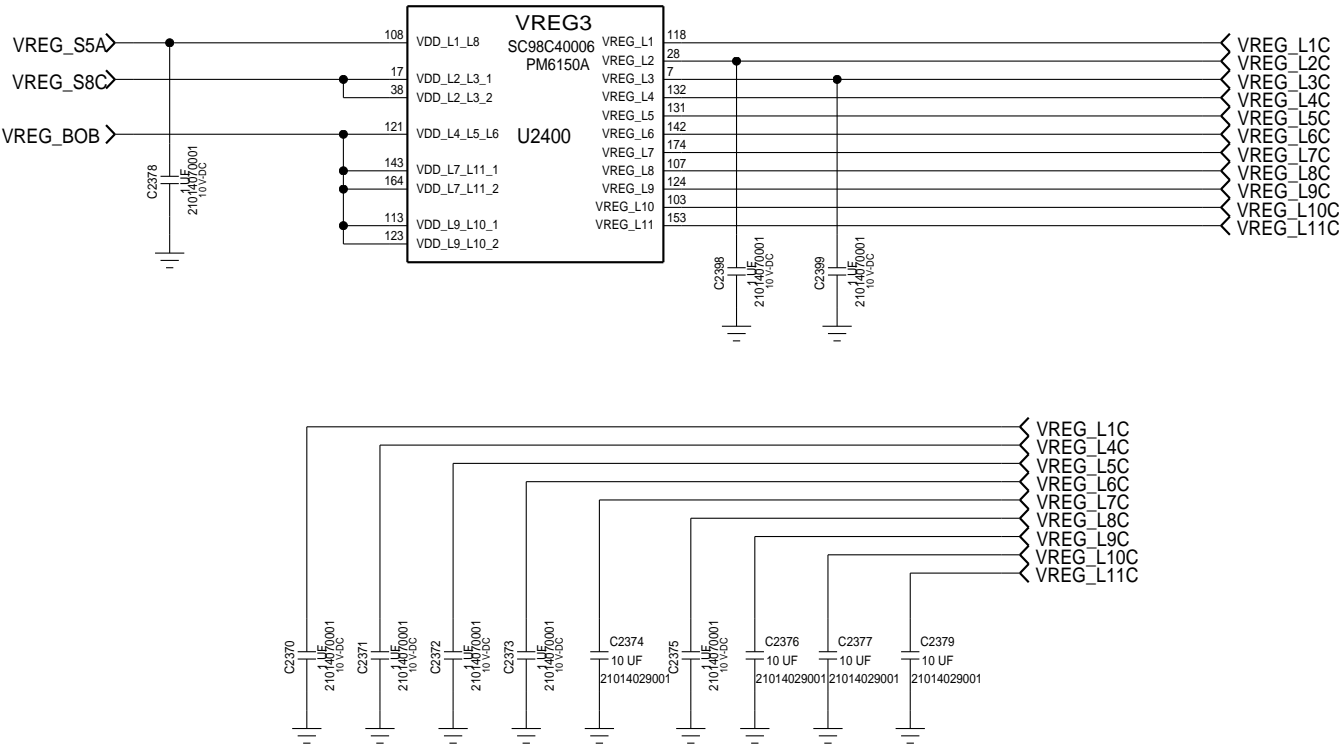 VREG3
SC98C40006
PM6150A
U2400
VREG_S5A
VREG_S8C
VREG_BOB
108 VDD_L1_L8
17 VDD_L2_L3_1
38 VDD_L2_L3_2
121 VDD_L4_L5_L6
143 VDD_L7_L11_1
164 VDD_L7_L11_2
113 VDD_L9_L10_1
123 VDD_L9_L10_2
VREG_L1 118 VREG_L1C
VREG_L2 28 VREG_L2C
VREG_L3 7 VREG_L3C
VREG_L4 132 VREG_L4C
VREG_L5 131 VREG_L5C
VREG_L6 142 VREG_L6C
VREG_L7 174 VREG_L7C
VREG_L8 107 VREG_L8C
VREG_L9 124 VREG_L9C
VREG_L10 103 VREG_L10C
VREG_L11 153 VREG_L11C
C2378
1 UF
21014070001
10 V-DC
C2398
1 UF
21014070001
10 V-DC
C2399
1 UF
21014070001
10 V-DC
VREG_L1C
VREG_L4C
VREG_L5C
VREG_L6C
VREG_L7C
VREG_L8C
VREG_L9C
VREG_L10C
VREG_L11C
C2370
1 UF
21014070001
10 V-DC
C2371
1 UF
21014070001
10 V-DC
C2372
1 UF
21014070001
10 V-DC
C2373
1 UF
21014070001
10 V-DC
C2374
10 UF
21014029001
C2375
1 UF
21014070001
10 V-DC
C2376
10 UF
21014029001
C2377
10 UF
21014029001
C2379
10 UF
21014029001